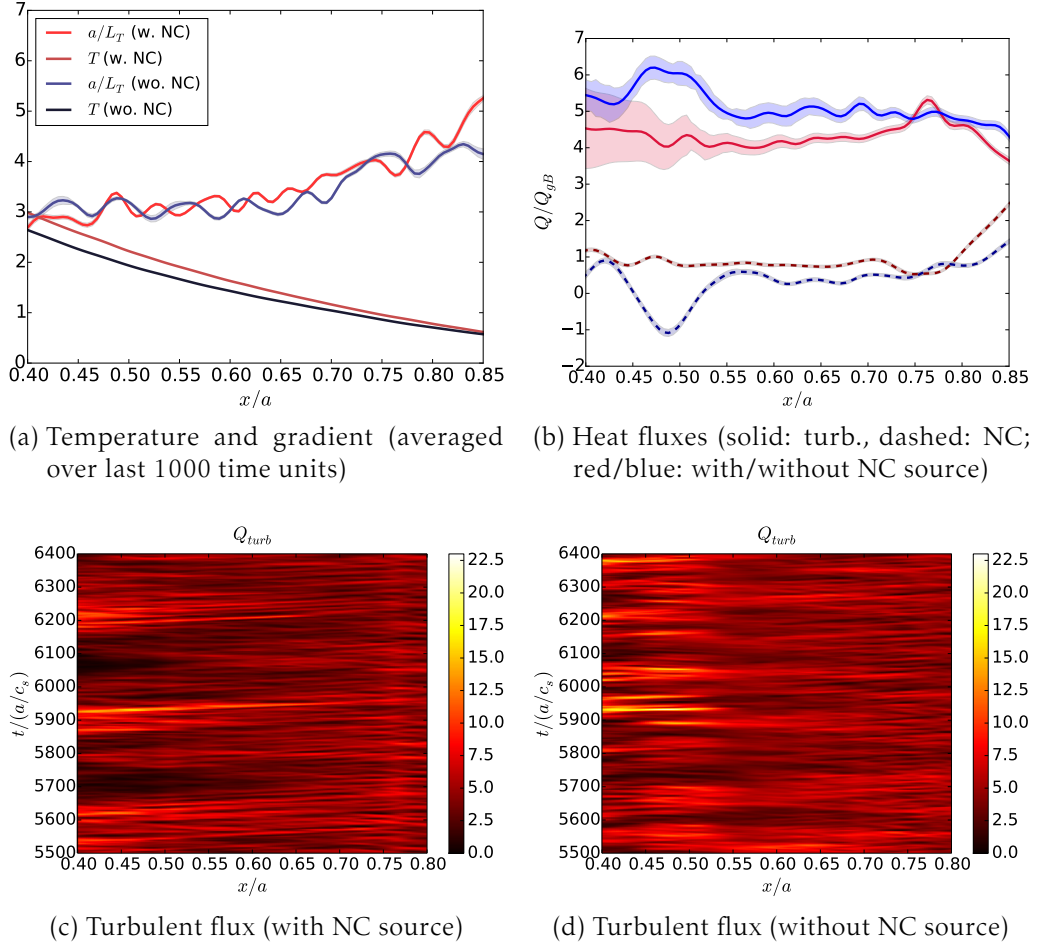 7
6
5
4
3
2
1
0
a/L_T (w. NC)
T (w. NC)
a/L_T (wo. NC)
T (wo. NC)
0.40 0.45 0.50 0.55 0.60 0.65 0.70 0.75 0.80 0.85
x/a
(a) Temperature and gradient (averaged
over last 1000 time units)
7
6
5
4
3
2
1
0
−1
−2
Q/Q_{gB}
0.40 0.45 0.50 0.55 0.60 0.65 0.70 0.75 0.80 0.85
x/a
(b) Heat fluxes (solid: turb., dashed: NC;
red/blue: with/without NC source)
Q_{turb}
6400
6300
6200
6100
6000
5900
5800
5700
5600
5500
t/(a/c_s)
0.40 0.45 0.50 0.55 0.60 0.65 0.70 0.75 0.80
x/a
22.5
20.0
17.5
15.0
12.5
10.0
7.5
5.0
2.5
0.0
(c) Turbulent flux (with NC source)
Q_{turb}
6400
6300
6200
6100
6000
5900
5800
5700
5600
5500
t/(a/c_s)
0.40 0.45 0.50 0.55 0.60 0.65 0.70 0.75 0.80
x/a
22.5
20.0
17.5
15.0
12.5
10.0
7.5
5.0
2.5
0.0
(d) Turbulent flux (without NC source)